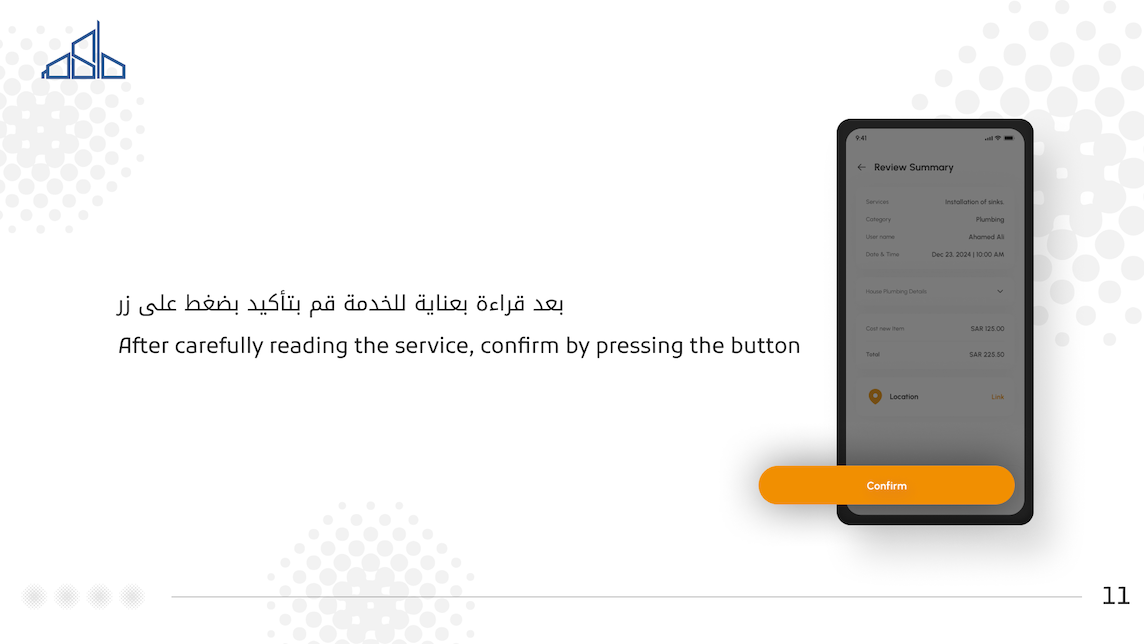 بعد قراءة بعناية للخدمة قم بتأكيد بضغط على زر
After carefully reading the service, confirm by pressing the button
9:41
Review Summary
Services Installation of sinks.
Category Plumbing
User name Ahamed Ali
Date & Time Dec 23, 2024 | 10:00 AM
House Plumbing Details
Cost new item SAR 125.00
Total SAR 225.50
Location Link
Confirm
11